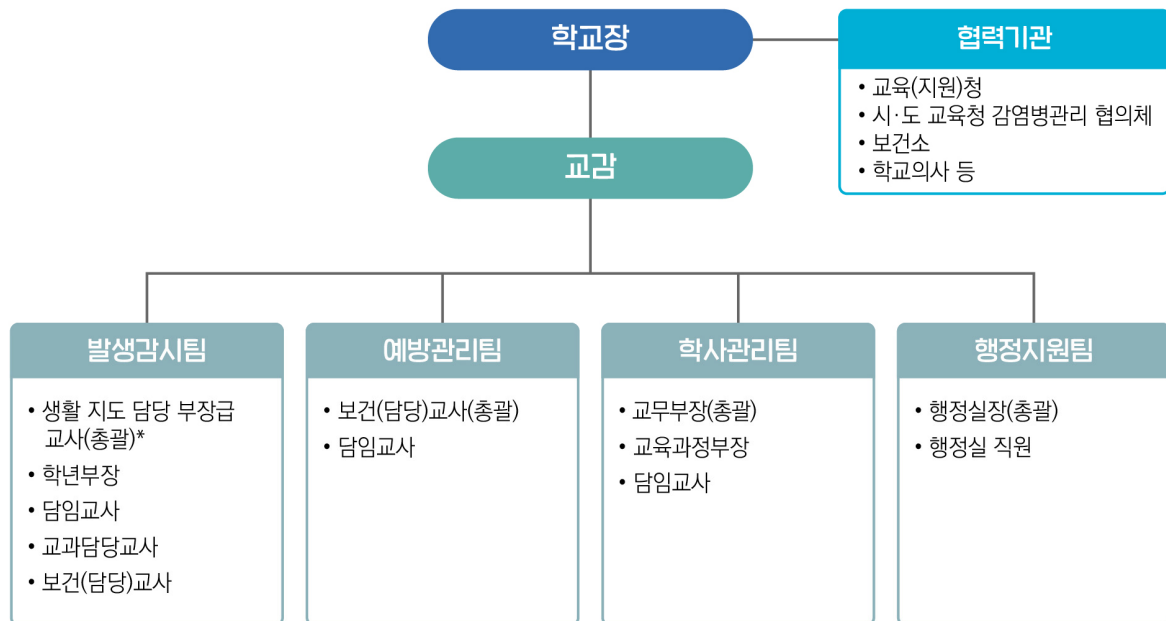 학교장
협력기관
• 교육(지원)청
• 시·도 교육청 감염병관리 협의체
• 보건소
• 학교의사 등
교감
발생감시팀
• 생활 지도 담당 부장급
교사(총괄)*
• 학년부장
• 담임교사
• 교과담당교사
• 보건(담당)교사
예방관리팀
• 보건(담당)교사(총괄)
• 담임교사
학사관리팀
• 교무부장(총괄)
• 교육과정부장
• 담임교사
행정지원팀
• 행정실장(총괄)
• 행정실 직원